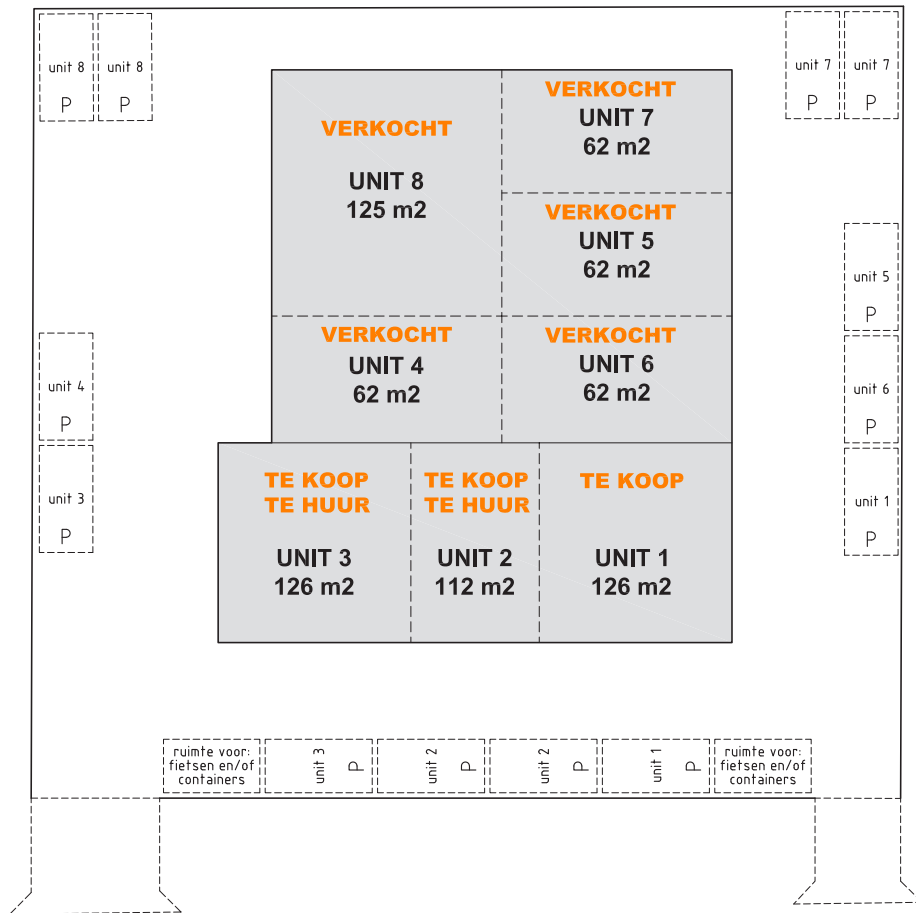 unit 8
P
unit 8
P
unit 7
P
unit 7
P
VERKOCHT
UNIT 8
125 m2
VERKOCHT
UNIT 7
62 m2
VERKOCHT
UNIT 5
62 m2
unit 5
P
VERKOCHT
UNIT 4
62 m2
VERKOCHT
UNIT 6
62 m2
unit 4
P
unit 6
P
unit 3
P
TE KOOP
TE HUUR
UNIT 3
126 m2
TE KOOP
TE HUUR
UNIT 2
112 m2
TE KOOP
UNIT 1
126 m2
unit 1
P
ruimte voor:
fietsen en/of
containers
unit 3
P
unit 2
P
unit 2
P
unit 1
P
ruimte voor:
fietsen en/of
containers